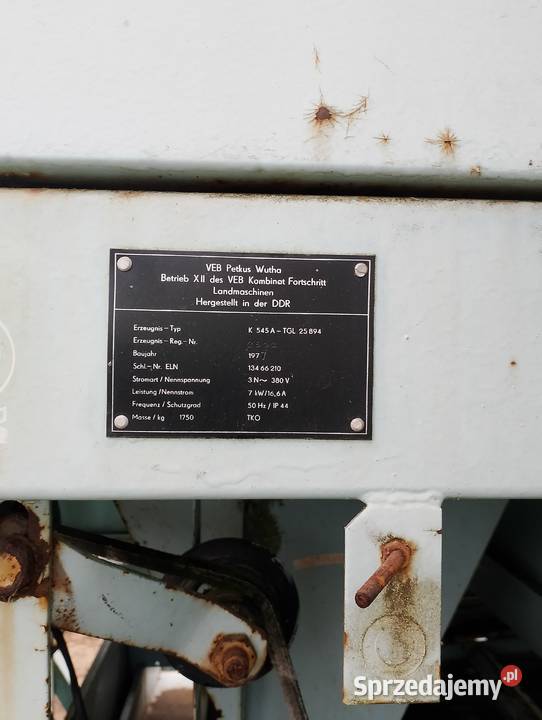 VEB Petkus Wutha
Betrieb XII des VEB Kombinat Fortschritt
Landmaschinen
Hergestellt in der DDR
Erzeugnis-Typ K 545 A-TGL 25 894
Erzeugnis-Reg.-Nr.
Baujahr 197
Schl.-Nr. ELN 134 66 210
Stromart/Nennspannung 3 N~ 380 V
Leistung/Nennstrom 7 kW/16,6 A
Frequenz/Schutzgrad 50 Hz/IP 44
Masse/kg 1750 TKO
Sprzedajemy.pl